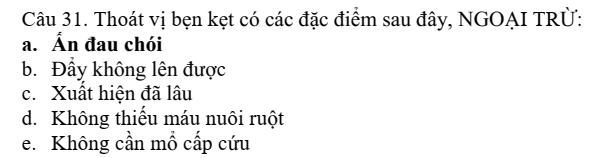 Câu 31. Thoát vị bẹn kẹt có các đặc điểm sau đây, NGOẠI TRỪ:
a. Ấn đau chói
b. Đẩy không lên được
c. Xuất hiện đã lâu
d. Không thiếu máu nuôi ruột
e. Không cần mổ cấp cứu